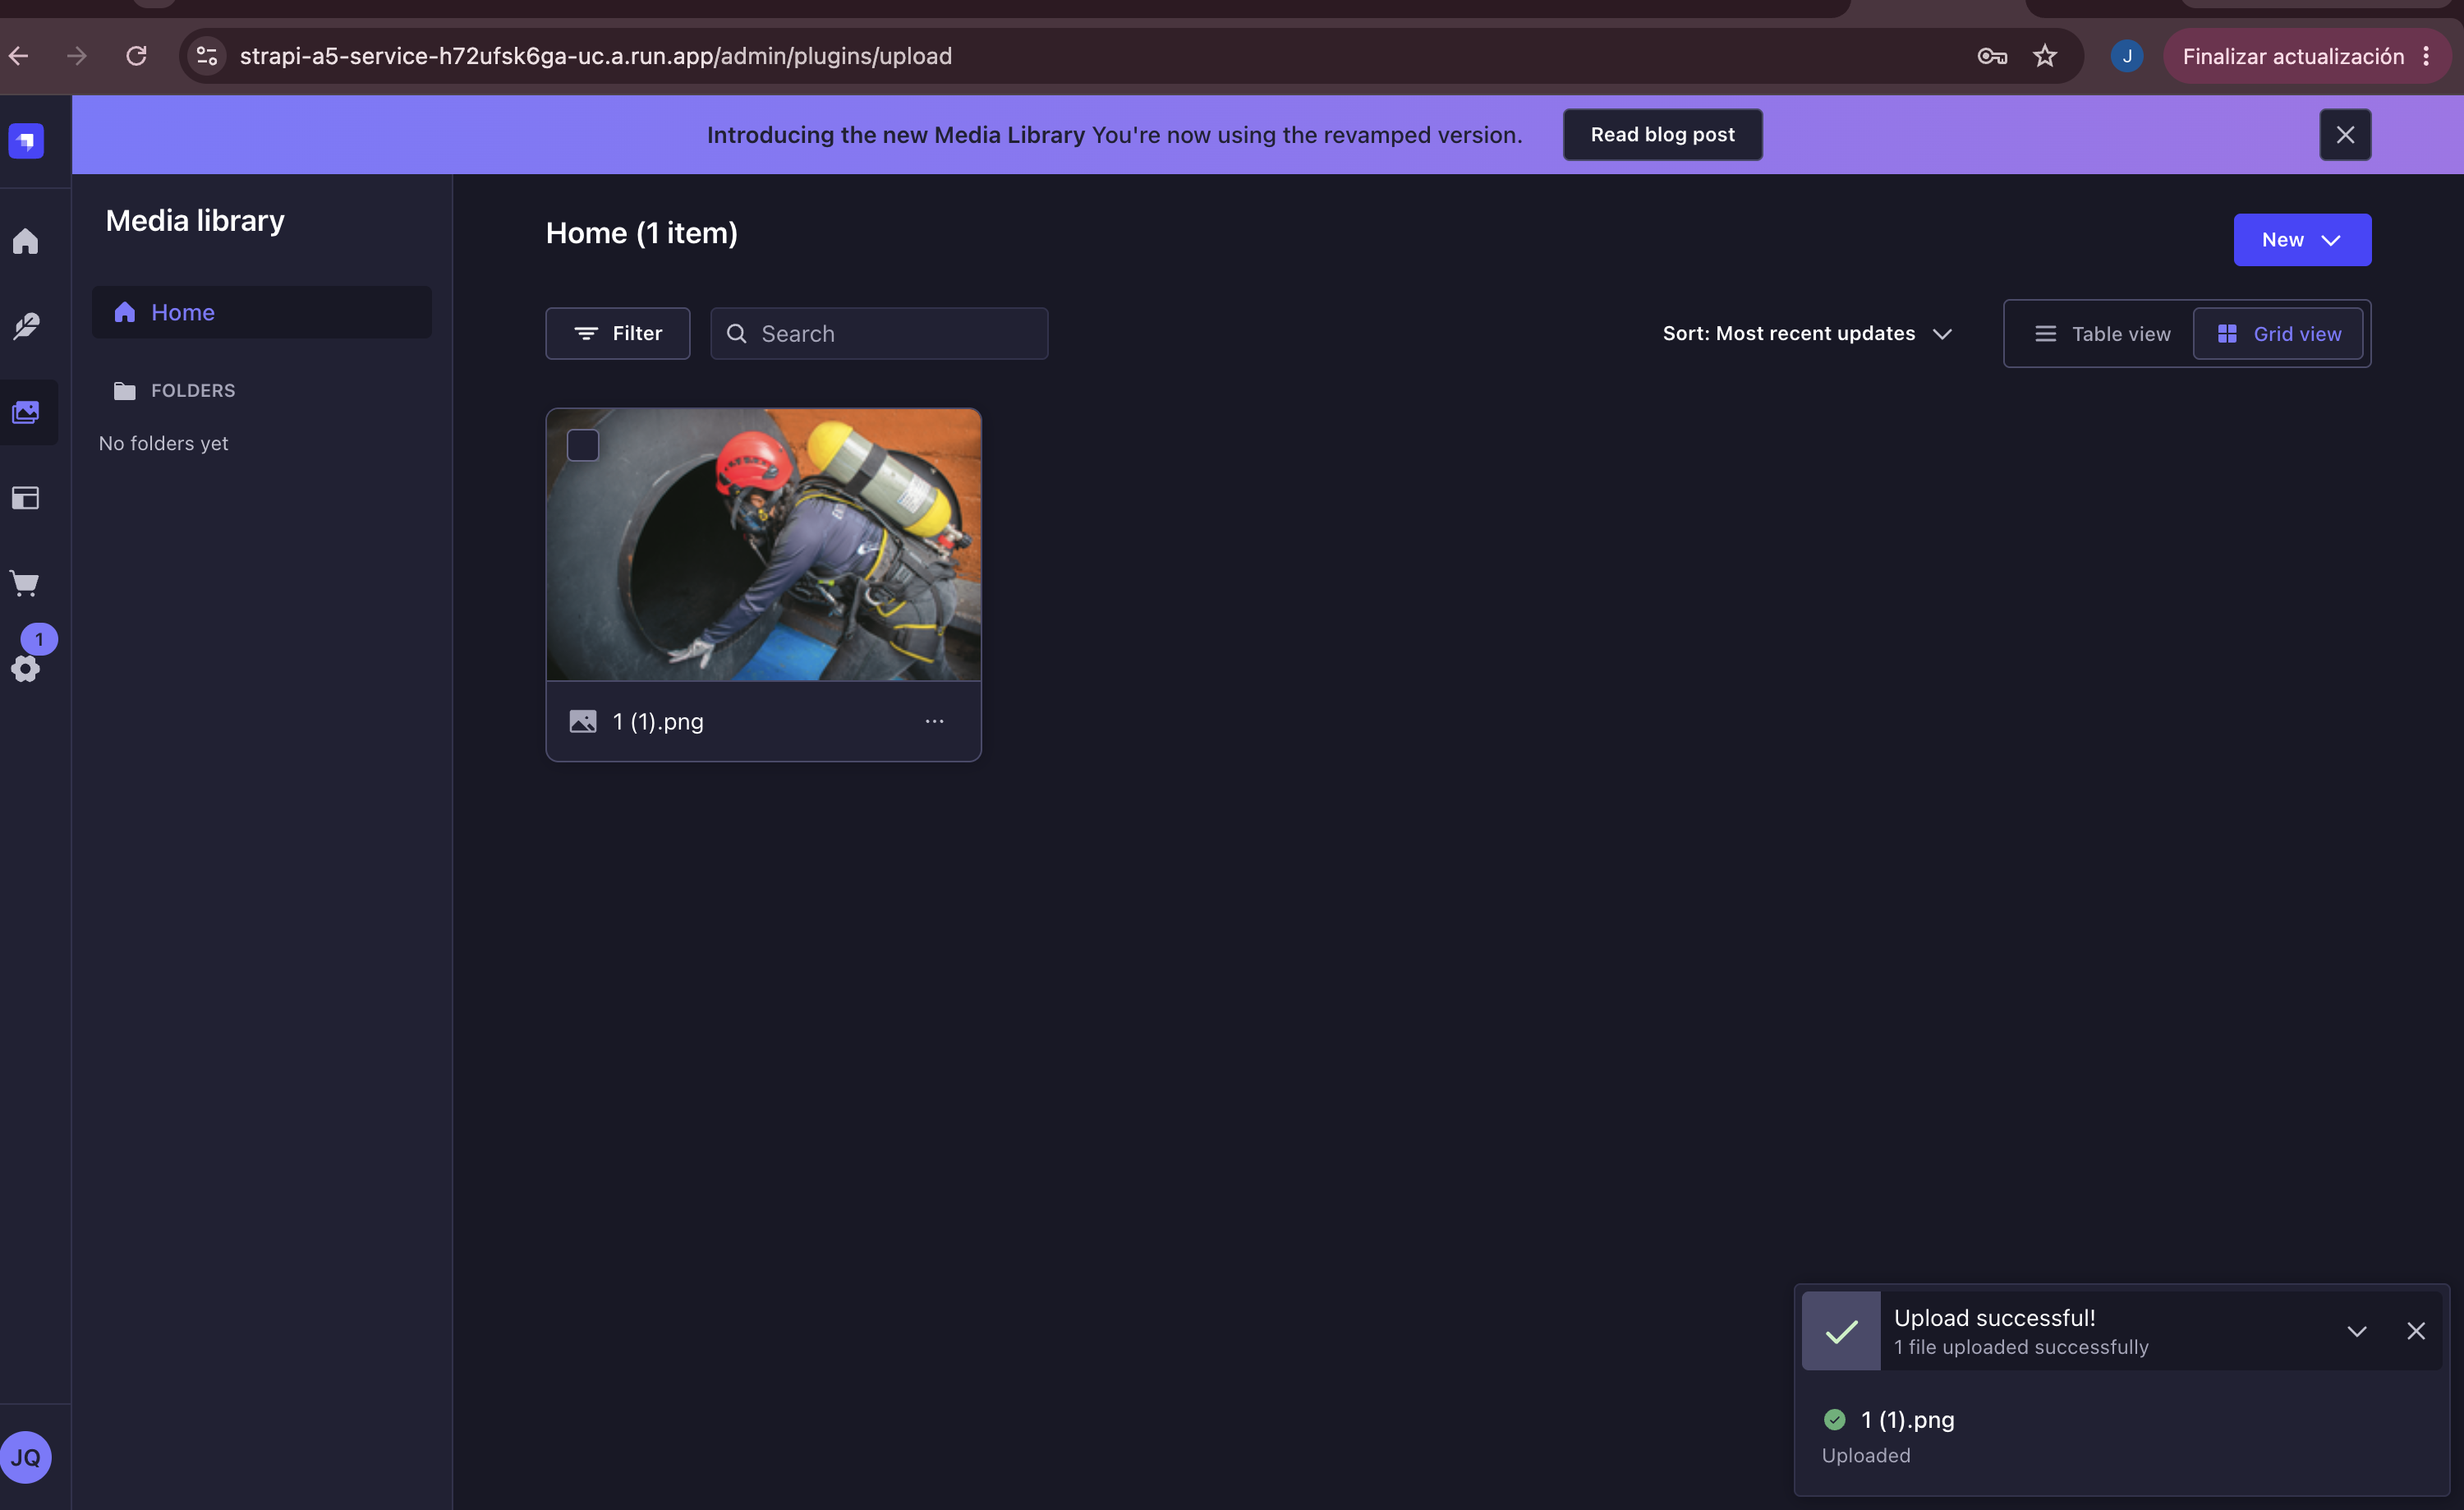 strapi-a5-service-h72ufsk6ga-uc.a.run.app/admin/plugins/upload
J
Finalizar actualización
Introducing the new Media Library You're now using the revamped version.
Read blog post
Media library
Home (1 item)
New
Home
Filter
Search
Sort: Most recent updates
Table view
Grid view
FOLDERS
No folders yet
1
1 (1).png
Upload successful!
1 file uploaded successfully
1 (1).png
Uploaded
JQ